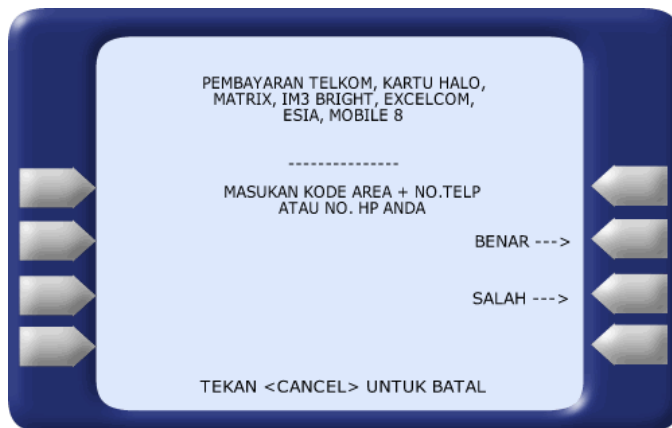 PEMBAYARAN TELKOM, KARTU HALO,
MATRIX, IM3 BRIGHT, EXCELCOM,
ESIA, MOBILE 8
---------------
MASUKAN KODE AREA + NO.TELP
ATAU NO. HP ANDA
BENAR --->
SALAH --->
TEKAN <CANCEL> UNTUK BATAL